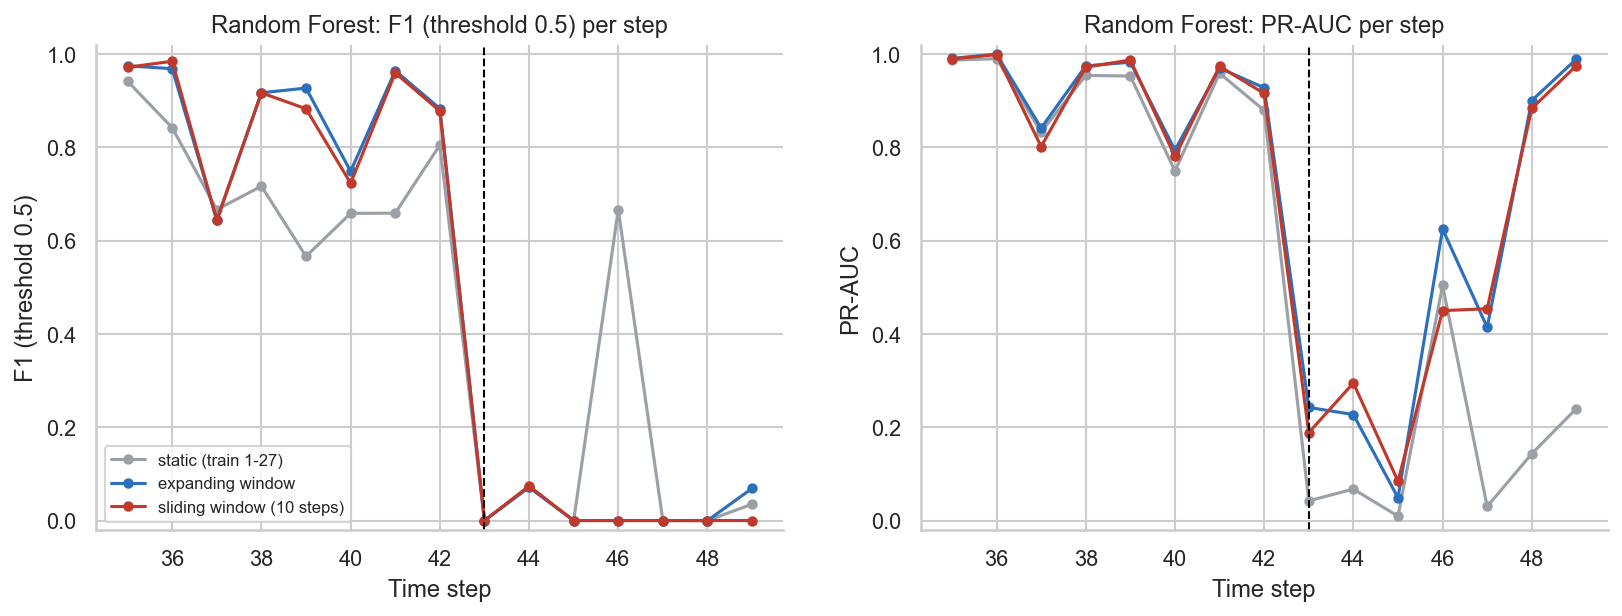 Random Forest: F1 (threshold 0.5) per step
F1 (threshold 0.5)
1.0
0.8
0.6
0.4
0.2
0.0
static (train 1-27)
expanding window
sliding window (10 steps)
36 38 40 42 44 46 48
Time step
Random Forest: PR-AUC per step
PR-AUC
1.0
0.8
0.6
0.4
0.2
0.0
36 38 40 42 44 46 48
Time step